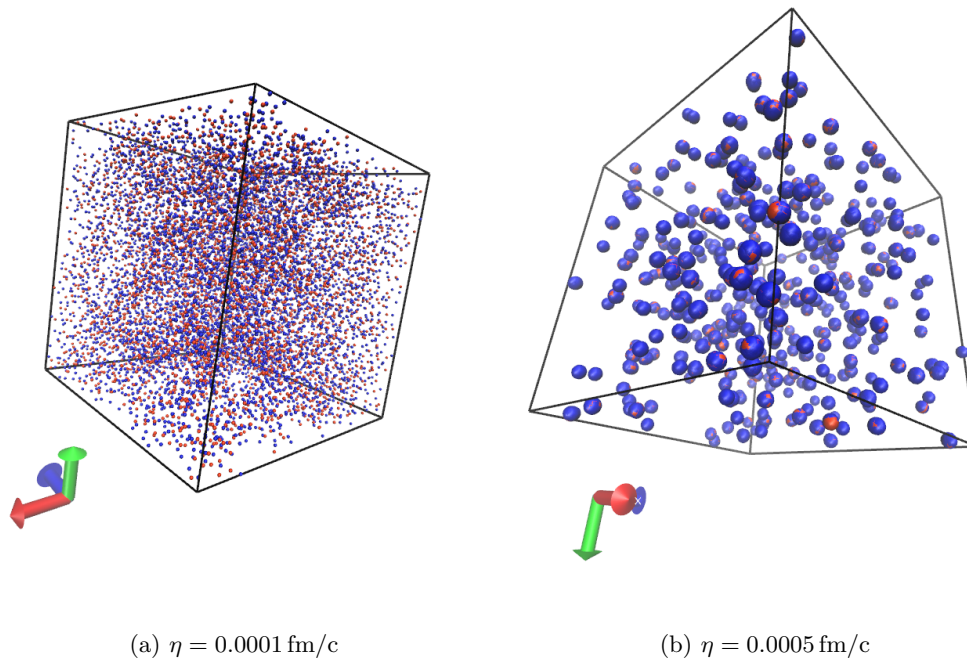 x
(a) η = 0.0001 fm/c
(b) η = 0.0005 fm/c